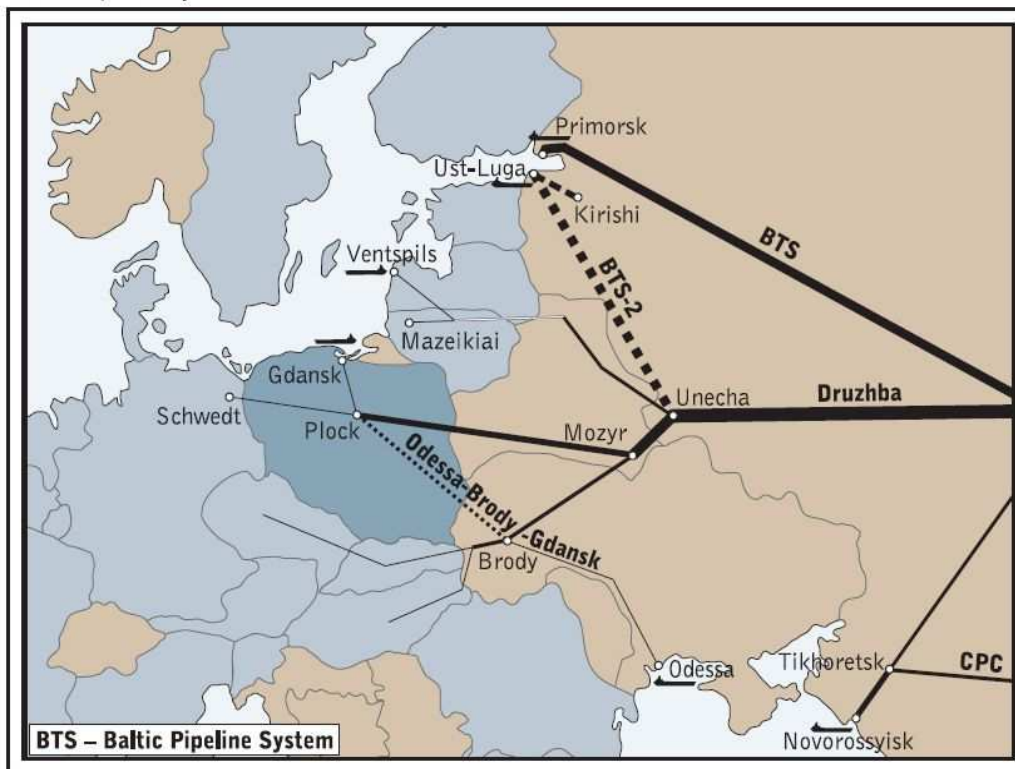 Primorsk
Ust-Luga
Kirishi
BTS
Ventspils
BTS-2
Mazeikiai
Gdansk
Schwedt
Plock
Unecha
Druzhba
Mozyr
Odessa-Brody-Gdansk
Brody
Odessa
Tikhoretsk
CPC
Novorossyisk
BTS – Baltic Pipeline System